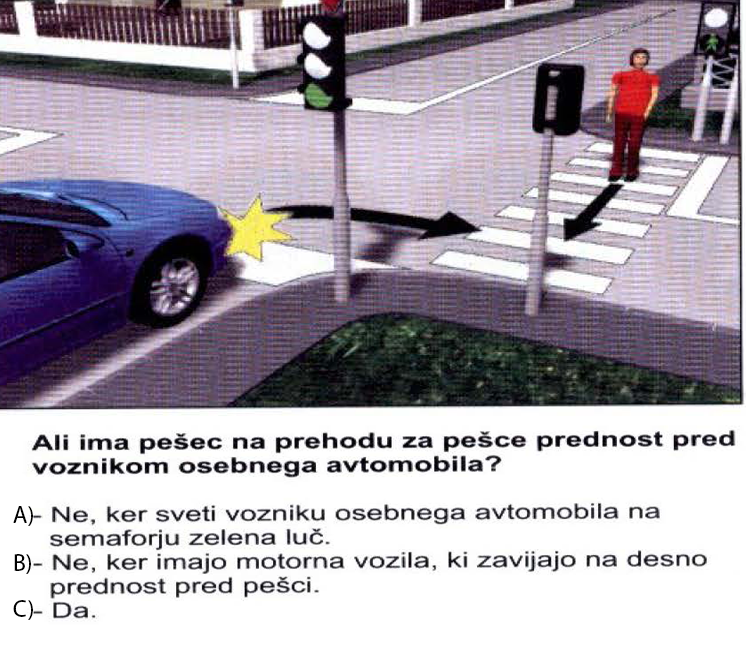 Ali ima pešec na prehodu za pešce prednost pred
voznikom osebnega avtomobila?
A)- Ne, ker sveti vozniku osebnega avtomobila na
semaforju zelena luč.
B)- Ne, ker imajo motorna vozila, ki zavijajo na desno
prednost pred pešci.
C)- Da.